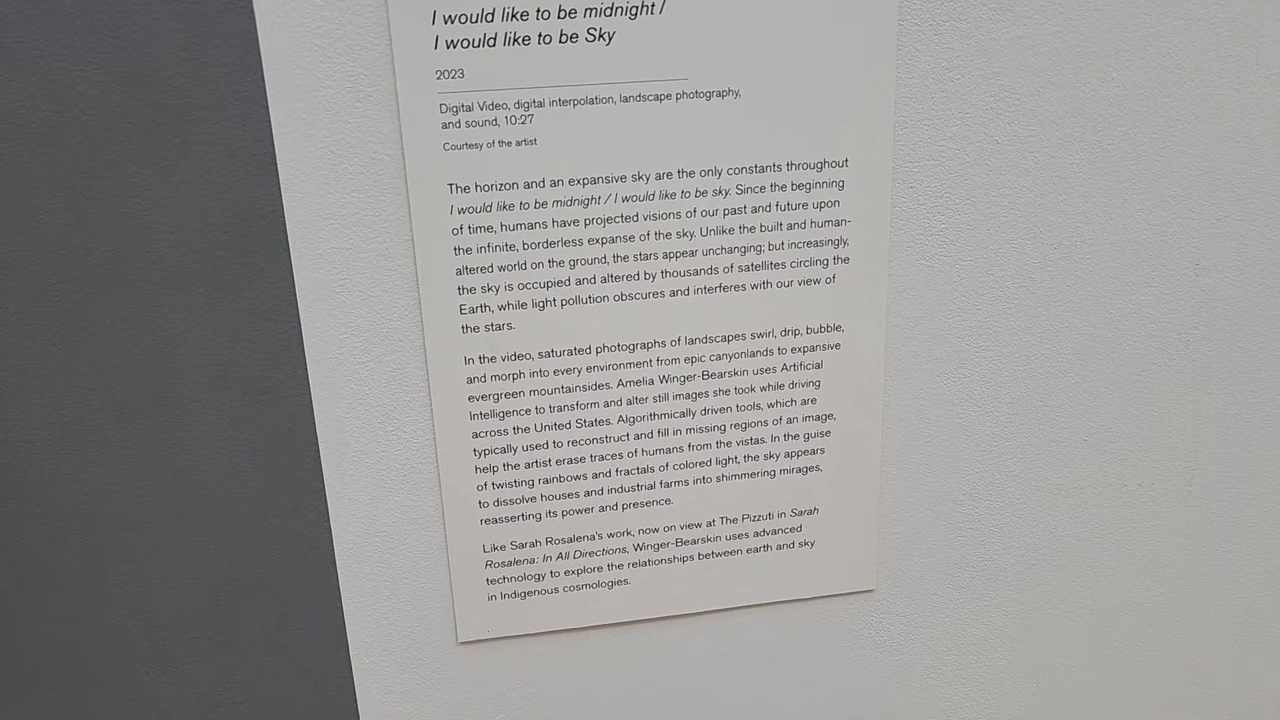 I would like to be midnight /
I would like to be Sky
2023
Digital Video, digital interpolation, landscape photography,
and sound, 10:27
Courtesy of the artist
The horizon and an expansive sky are the only constants throughout
I would like to be midnight / I would like to be sky. Since the beginning
of time, humans have projected visions of our past and future upon
the infinite, borderless expanse of the sky. Unlike the built and human-
altered world on the ground, the stars appear unchanging; but increasingly,
the sky is occupied and altered by thousands of satellites circling the
Earth, while light pollution obscures and interferes with our view of
the stars.
In the video, saturated photographs of landscapes swirl, drip, bubble,
and morph into every environment from epic canyonlands to expansive
evergreen mountainsides. Amelia Winger-Bearskin uses Artificial
Intelligence to transform and alter still images she took while driving
across the United States. Algorithmically driven tools, which are
typically used to reconstruct and fill in missing regions of an image,
help the artist erase traces of humans from the vistas. In the guise
of twisting rainbows and fractals of colored light, the sky appears
to dissolve houses and industrial farms into shimmering mirages,
reasserting its power and presence.
Like Sarah Rosalena's work, now on view at The Pizzuti in Sarah
Rosalena: In All Directions, Winger-Bearskin uses advanced
technology to explore the relationships between earth and sky
in Indigenous cosmologies.